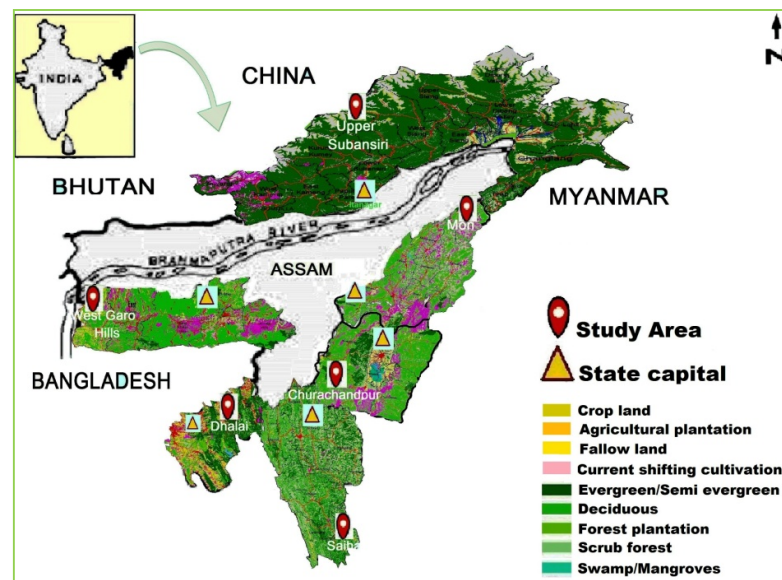 INDIA
CHINA
Upper
Subansiri
BHUTAN
MYANMAR
Itanagar
Mon
BRAHMAPUTRA RIVER
ASSAM
West Garo
Hills
BANGLADESH
Churachandpur
Dhalai
Saiha
N
Study Area
State capital
Crop land
Agricultural plantation
Fallow land
Current shifting cultivation
Evergreen/Semi evergreen
Deciduous
Forest plantation
Scrub forest
Swamp/Mangroves